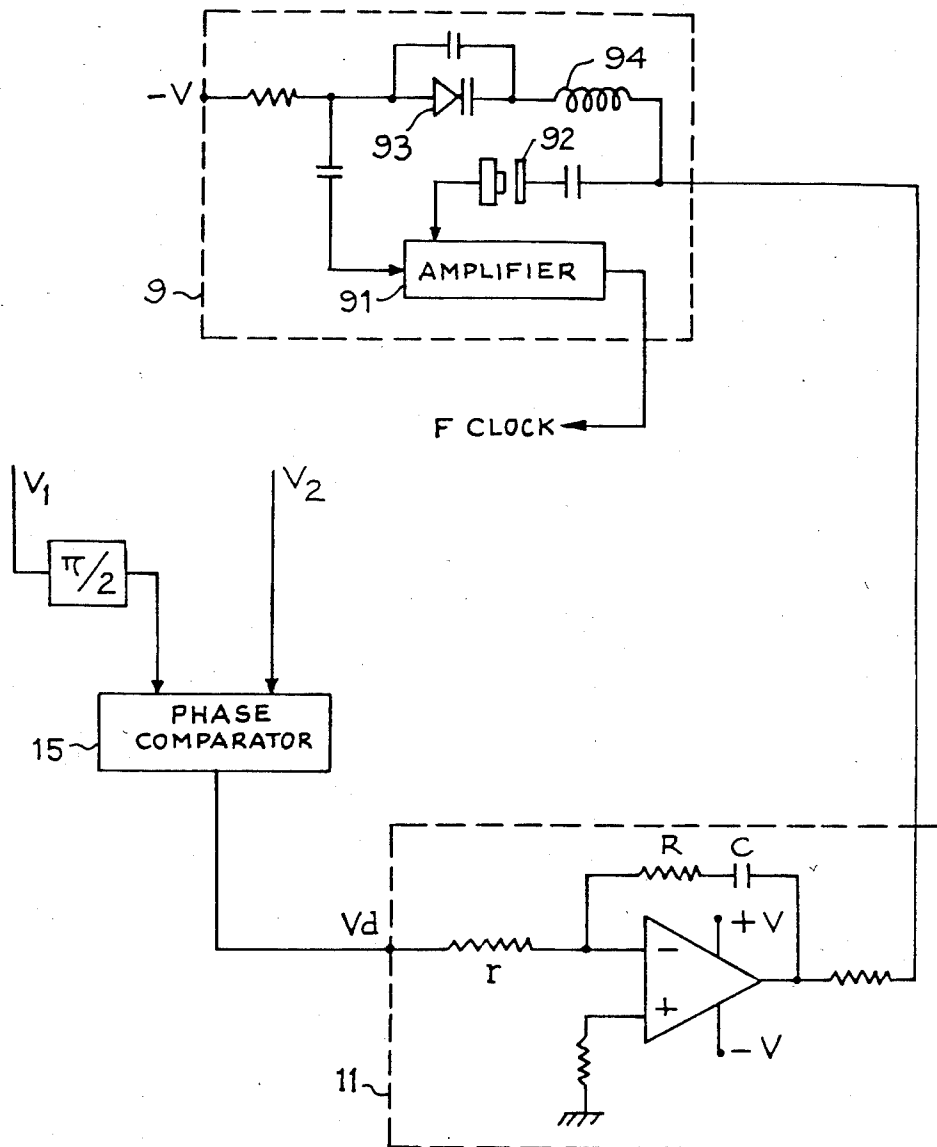 94
-V
93
92
AMPLIFIER
9
91
F CLOCK
V1
V2
π/2
PHASE
COMPARATOR
15
R
C
Vd
+V
-
r
+
-V
11